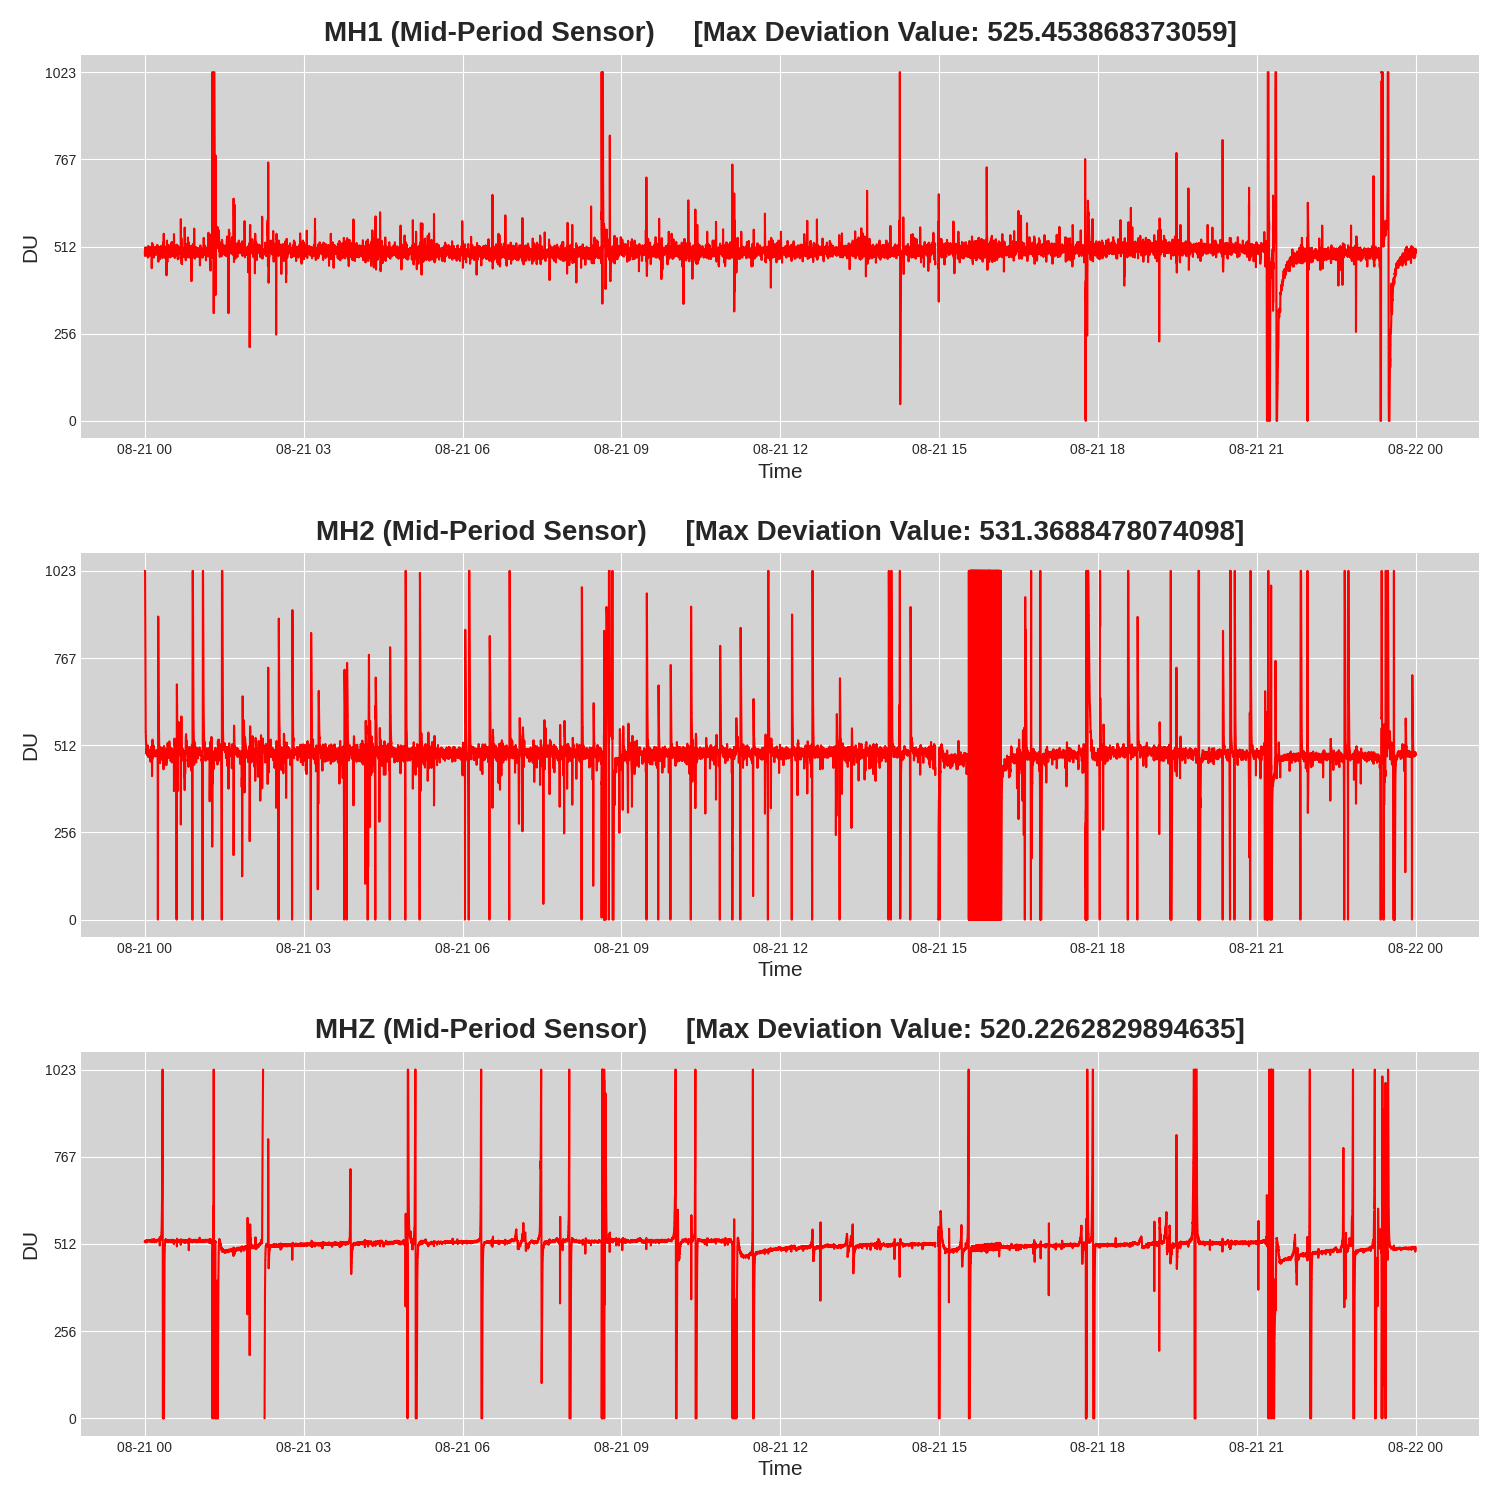 MH1 (Mid-Period Sensor) [Max Deviation Value: 525.453868373059]
1023
767
512
256
0
DU
08-21 00 08-21 03 08-21 06 08-21 09 08-21 12 08-21 15 08-21 18 08-21 21 08-22 00
Time
MH2 (Mid-Period Sensor) [Max Deviation Value: 531.3688478074098]
1023
767
512
256
0
DU
08-21 00 08-21 03 08-21 06 08-21 09 08-21 12 08-21 15 08-21 18 08-21 21 08-22 00
Time
MHZ (Mid-Period Sensor) [Max Deviation Value: 520.2262829894635]
1023
767
512
256
0
DU
08-21 00 08-21 03 08-21 06 08-21 09 08-21 12 08-21 15 08-21 18 08-21 21 08-22 00
Time